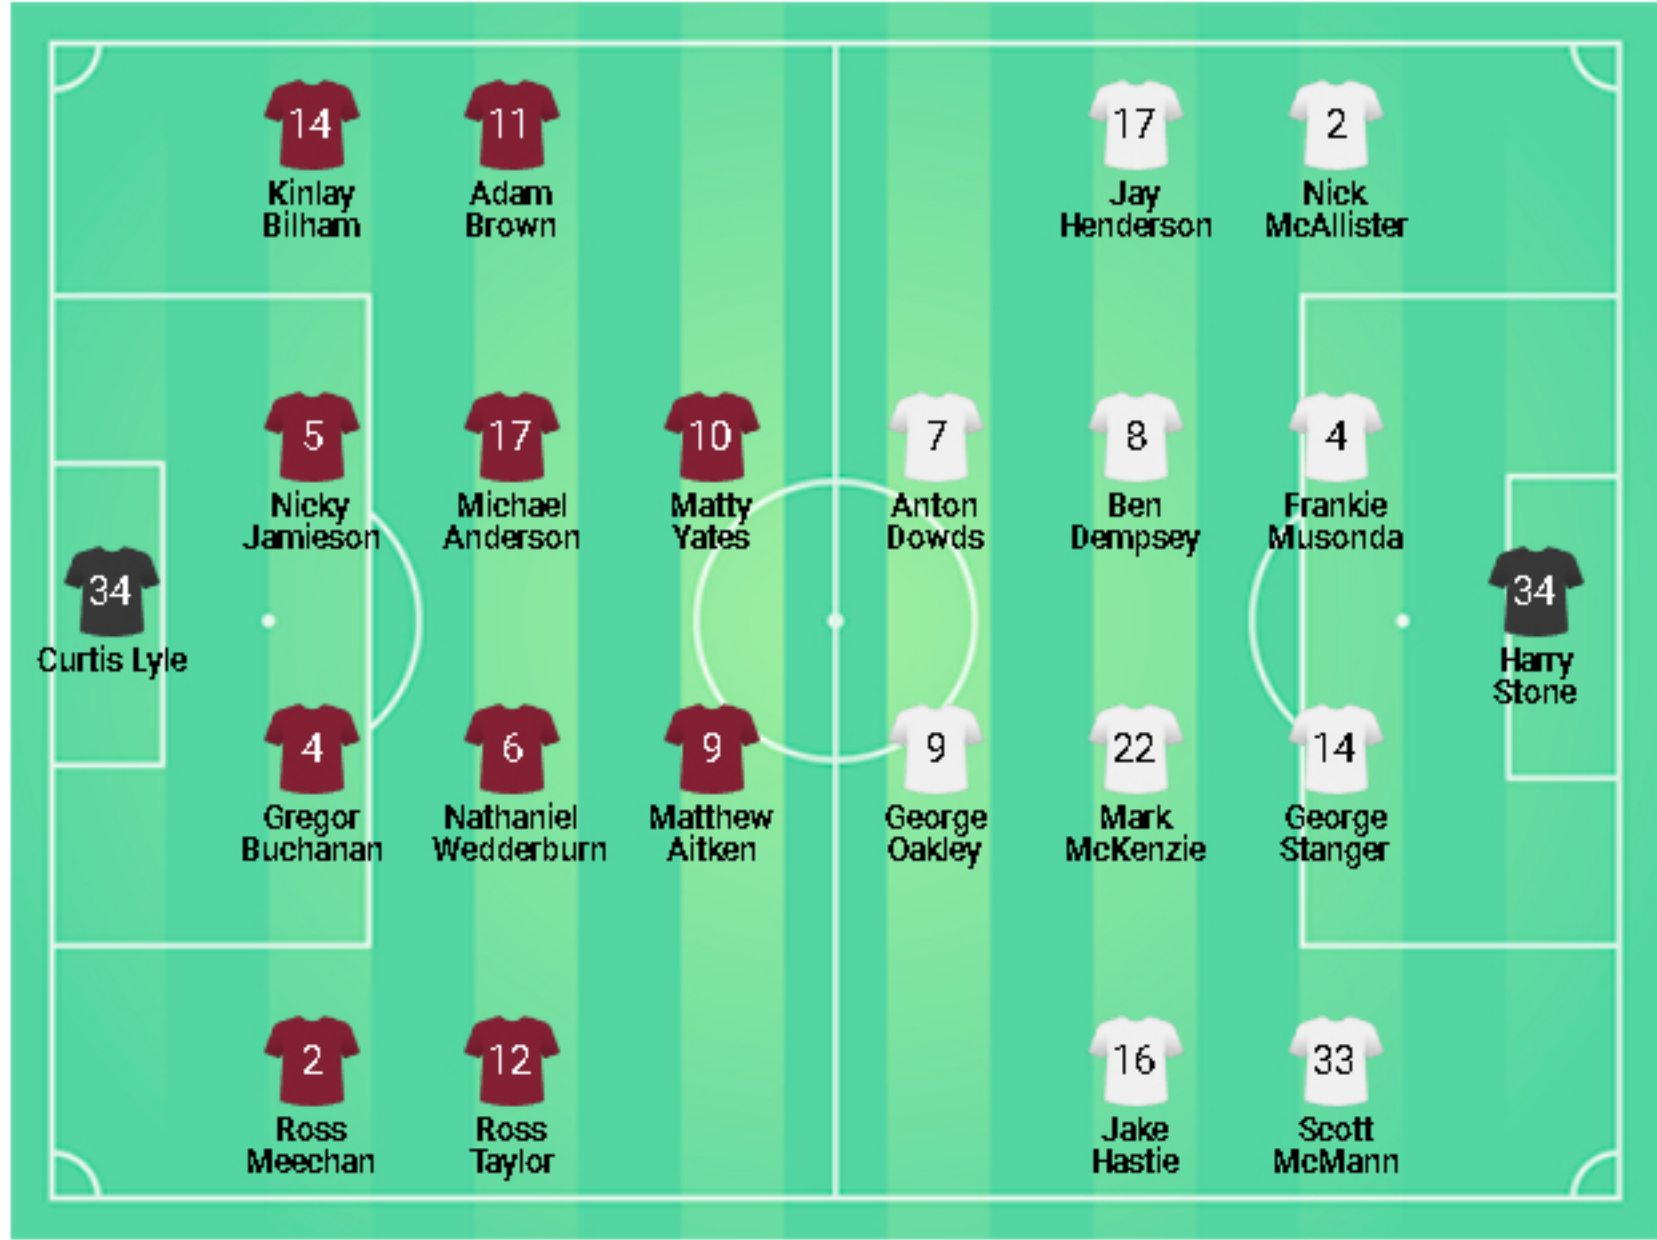 14
Kinlay
Bilham
11
Adam
Brown
17
Jay
Henderson
2
Nick
McAllister
5
Nicky
Jamieson
17
Michael
Anderson
10
Matty
Yates
7
Anton
Dowds
8
Ben
Dempsey
4
Frankie
Musonda
34
Curtis Lyle
34
Harry
Stone
4
Gregor
Buchanan
6
Nathaniel
Wedderburn
9
Matthew
Aitken
9
George
Oakley
22
Mark
McKenzie
14
George
Stanger
2
Ross
Meechan
12
Ross
Taylor
16
Jake
Hastie
33
Scott
McMann